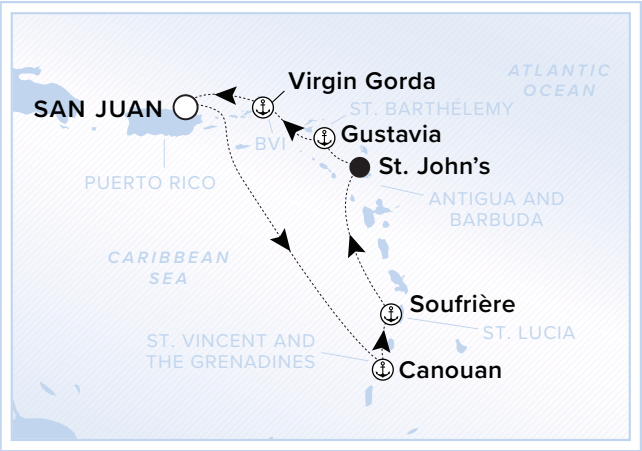 ATLANTIC
OCEAN
Virgin Gorda
SAN JUAN
ST. BARTHÉLEMY
Gustavia
BVI
St. John's
PUERTO RICO
ANTIGUA AND
BARBUDA
CARIBBEAN
SEA
Soufrière
ST. LUCIA
ST. VINCENT AND
THE GRENADINES
Canouan